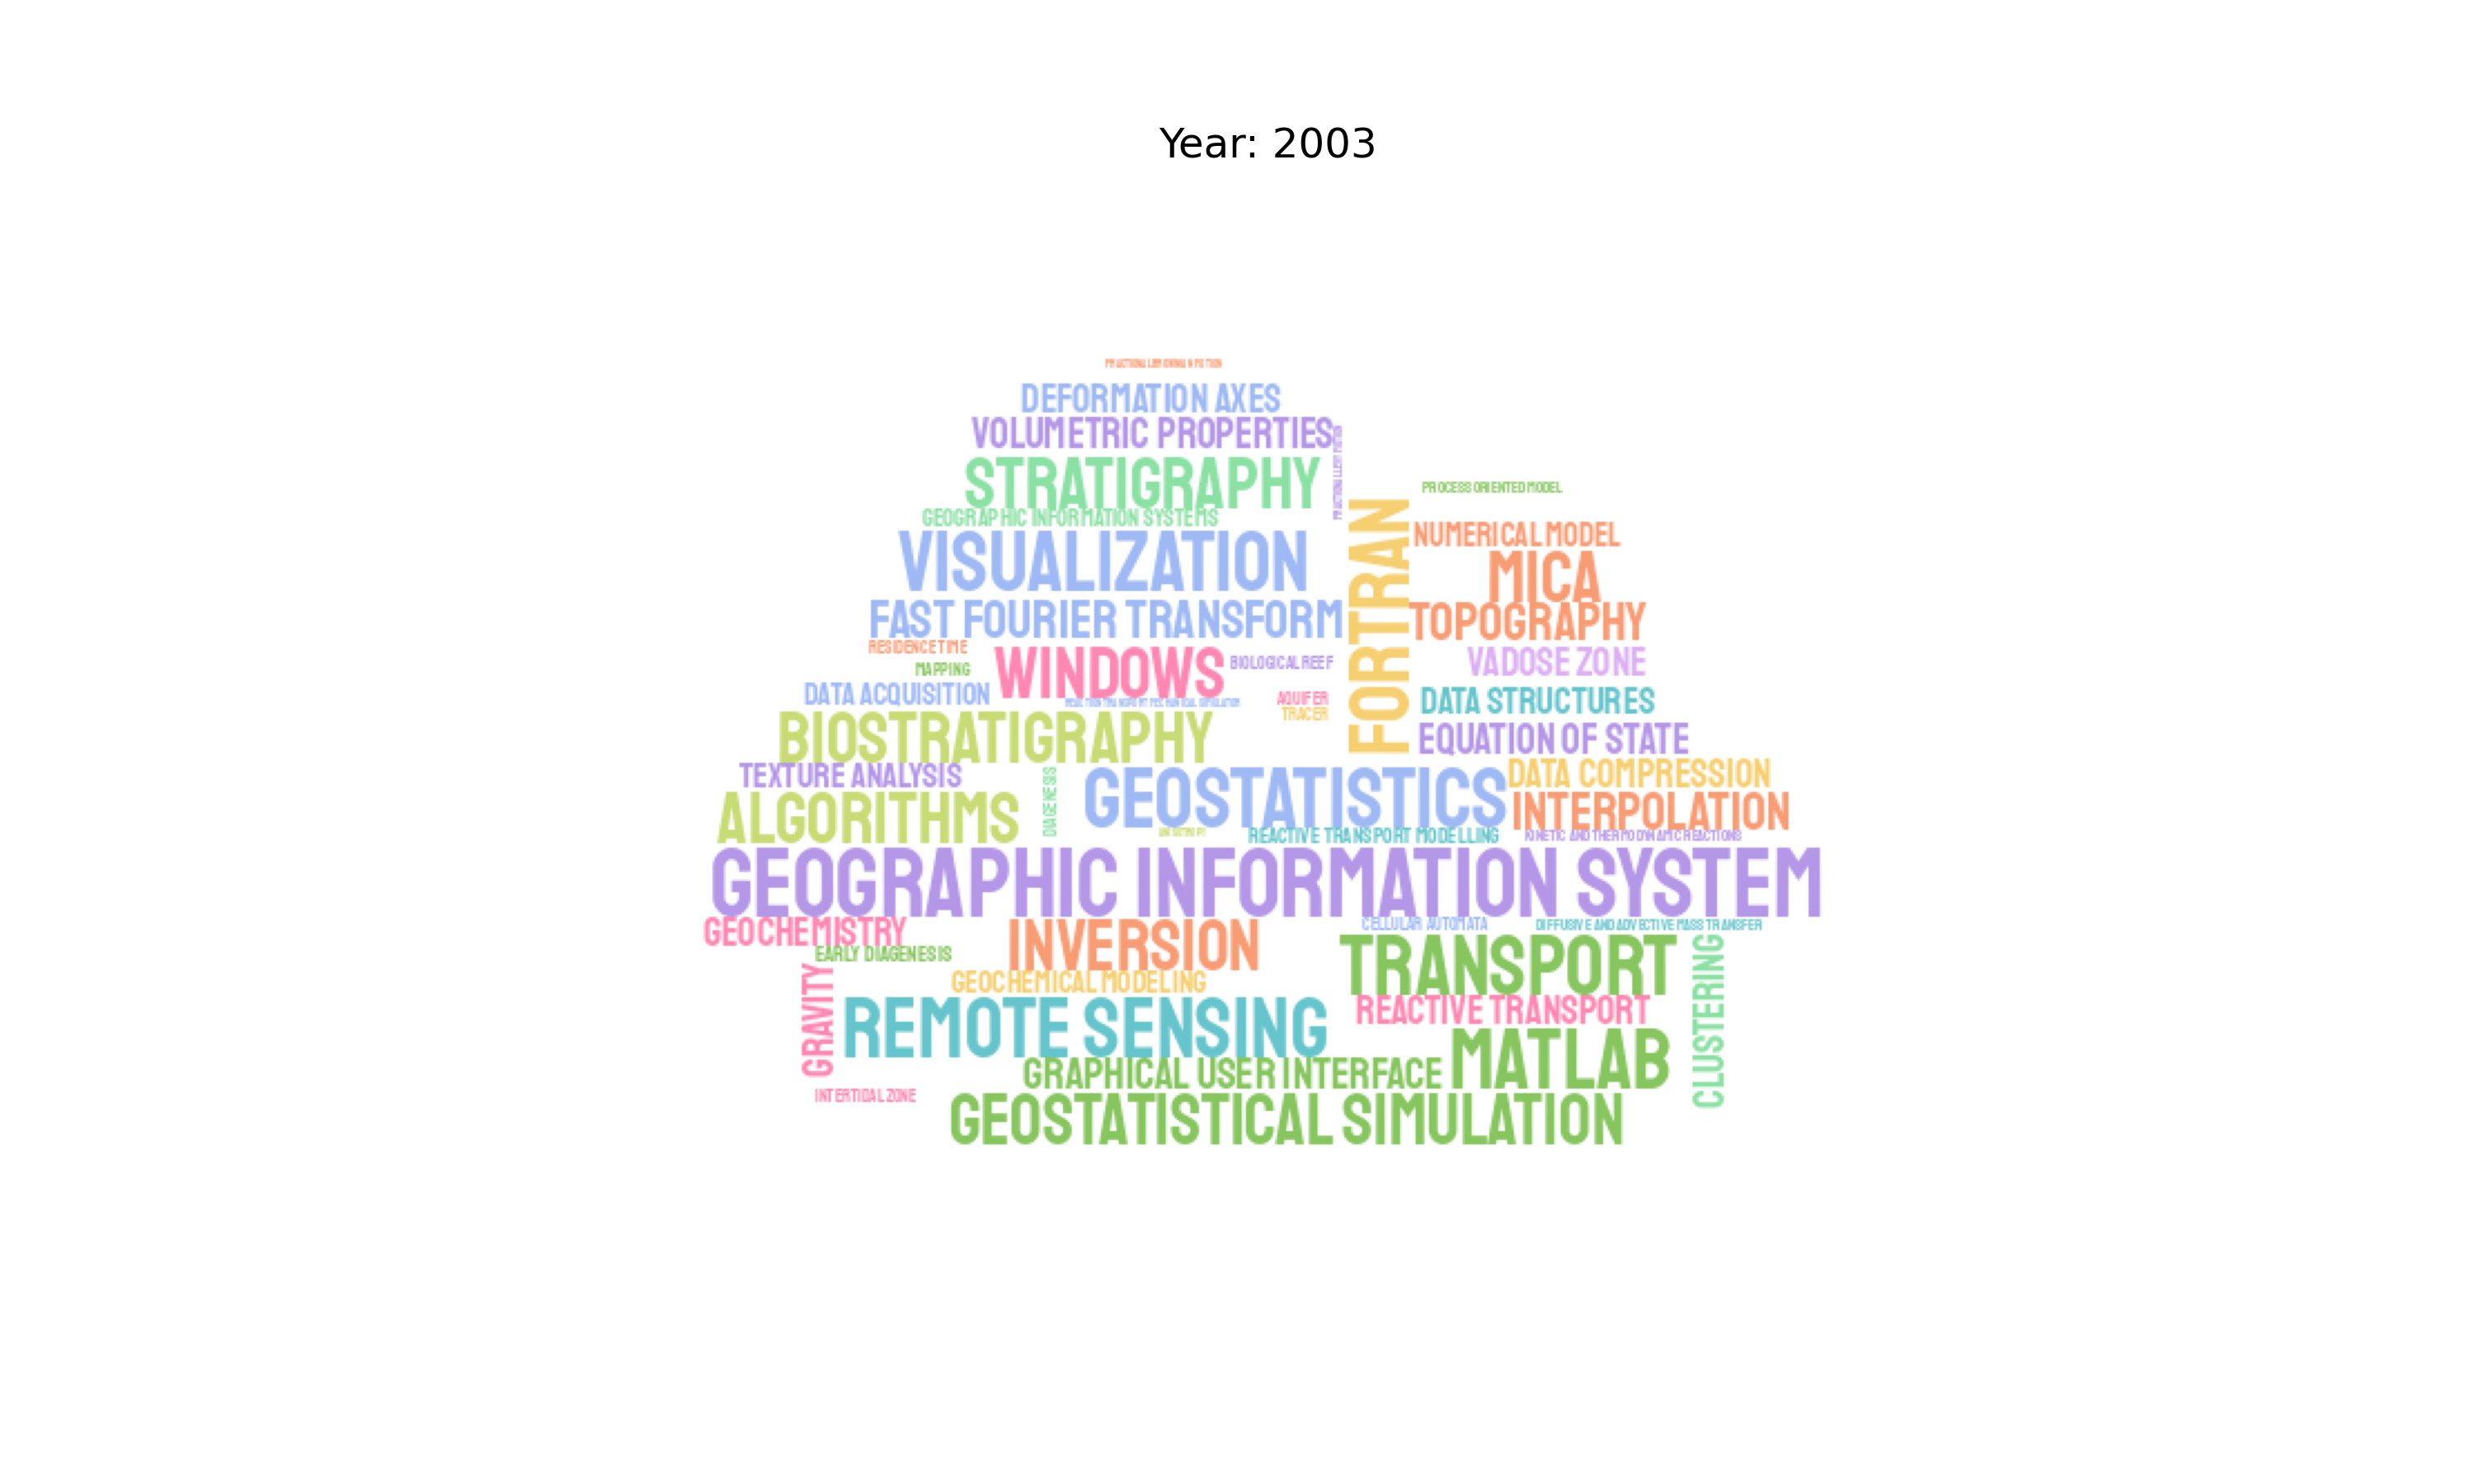 Year: 2003
DEFORMATION AXES
VOLUMETRIC PROPERTIES
STRATIGRAPHY
PROCESS ORIENTED MODEL
GEOGRAPHIC INFORMATION SYSTEMS
FORTRAN
NUMERICAL MODEL
VISUALIZATION
MICA
FAST FOURIER TRANSFORM
TOPOGRAPHY
RESIDENCE TIME
WINDOWS
BIOLOGICAL REEF
VADOSE ZONE
MAPPING
DATA ACQUISITION
AQUIFER
DATA STRUCTURES
TRACER
BIOSTRATIGRAPHY
EQUATION OF STATE
TEXTURE ANALYSIS
DIAGENESIS
GEOSTATISTICS
DATA COMPRESSION
ALGORITHMS
INTERPOLATION
REACTIVE TRANSPORT MODELLING
KINETIC AND THERMODYNAMIC REACTIONS
GEOGRAPHIC INFORMATION SYSTEM
GEOCHEMISTRY
INVERSION
CELLULAR AUTOMATA
DIFFUSIVE AND ADVECTIVE MASS TRANSFER
EARLY DIAGENESIS
TRANSPORT
CLUSTERING
GRAVITY
GEOCHEMICAL MODELING
REMOTE SENSING
REACTIVE TRANSPORT
MATLAB
GRAPHICAL USER INTERFACE
INTERTIDAL ZONE
GEOSTATISTICAL SIMULATION